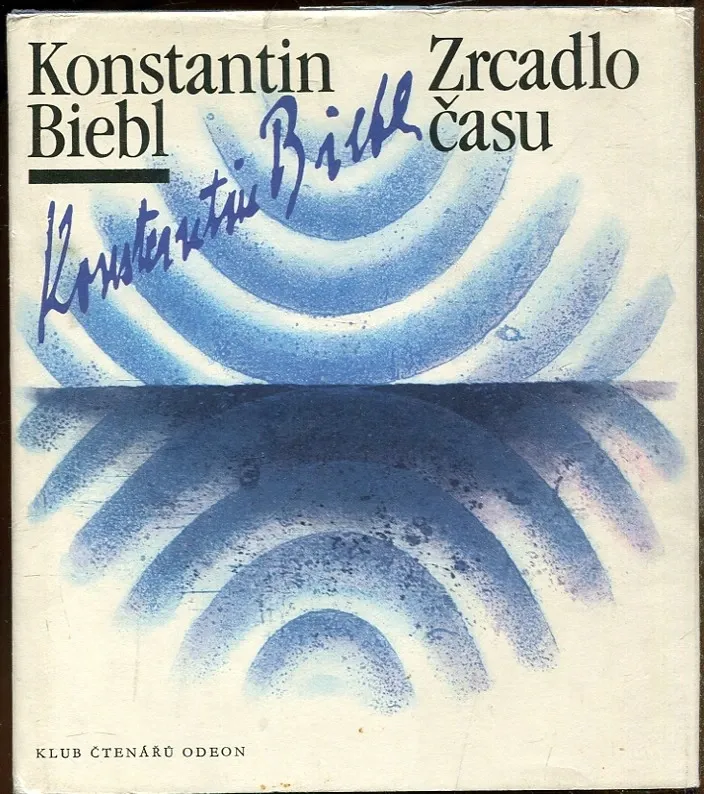 Konstantin
Biebl
Zrcadlo
času
Konstantin Biebl
KLUB ČTENÁŘŮ ODEON